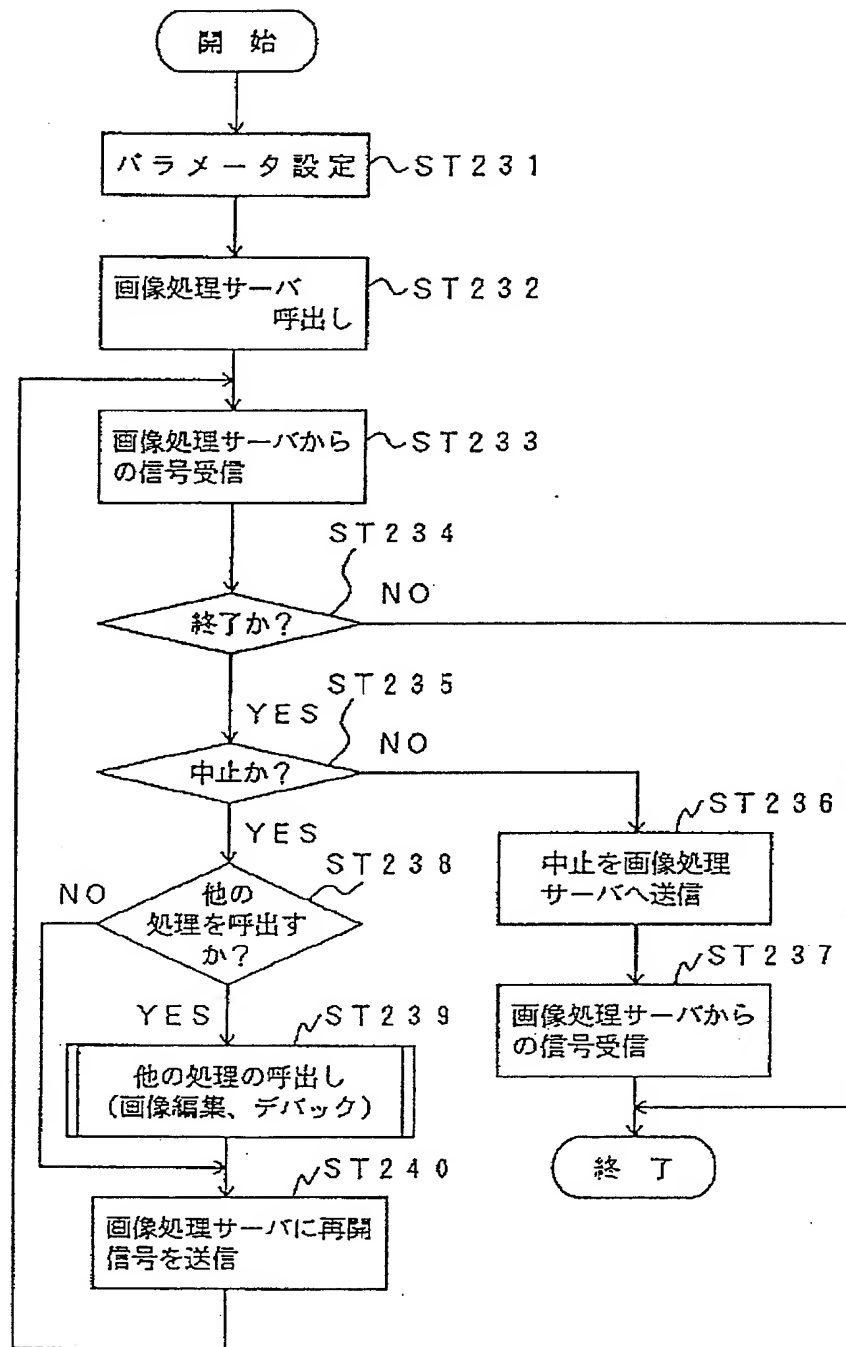 開 始
パラメータ設定
ST231
画像処理サーバ
呼出し
ST232
画像処理サーバから
の信号受信
ST233
ST234
終了か?
NO
YES
ST235
中止か?
NO
YES
ST236
中止を画像処理
サーバへ送信
ST237
画像処理サーバから
の信号受信
終 了
ST238
他の
処理を呼出す
か?
NO
YES
ST239
他の処理の呼出し
(画像編集、デバック)
ST240
画像処理サーバに再開
信号を送信